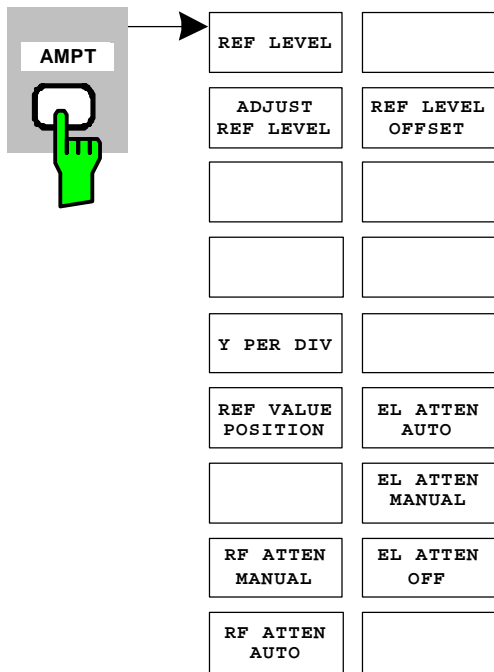 AMPT
REF LEVEL
ADJUST
REF LEVEL
Y PER DIV
REF VALUE
POSITION
RF ATTEN
MANUAL
RF ATTEN
AUTO
REF LEVEL
OFFSET
EL ATTEN
AUTO
EL ATTEN
MANUAL
EL ATTEN
OFF